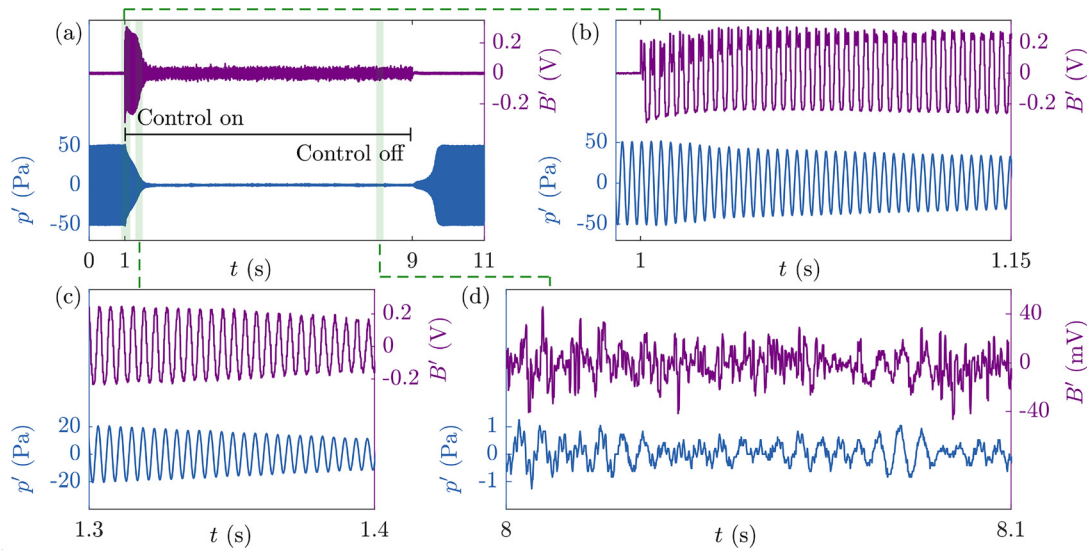 (a)
0.2
0
-0.2
B′ (V)
Control on
Control off
50
0
-50
p′ (Pa)
0
1
9
11
t (s)
(b)
0.2
0
-0.2
B′ (V)
50
0
-50
p′ (Pa)
1
1.15
t (s)
(c)
0.2
0
-0.2
B′ (V)
20
0
-20
p′ (Pa)
1.3
1.4
t (s)
(d)
40
0
-40
B′ (mV)
1
0
-1
p′ (Pa)
8
8.1
t (s)